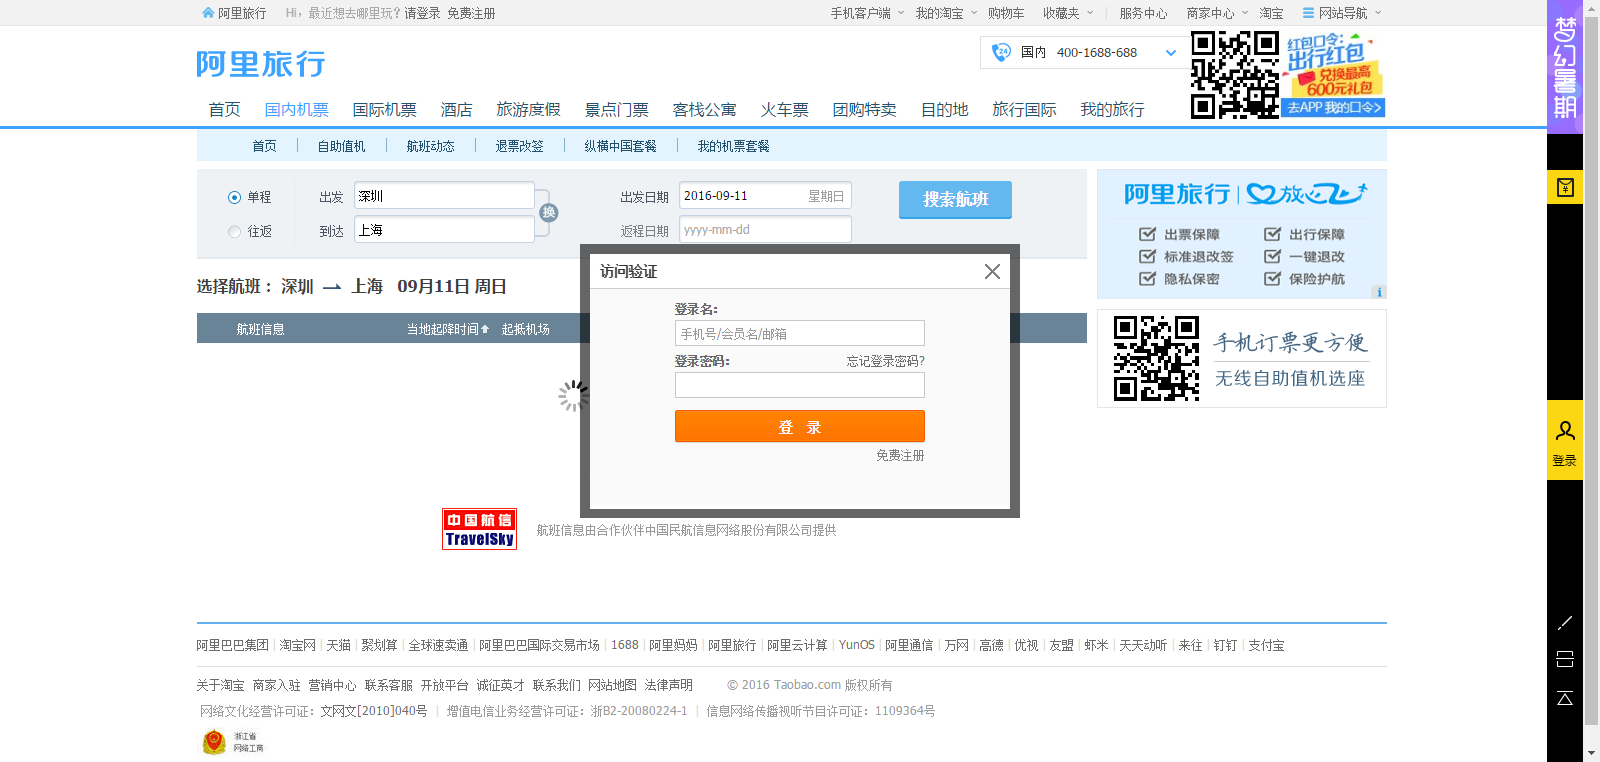 阿里旅行 Hi，最近想去哪里玩? 请登录 免费注册 手机客户端 我的淘宝 购物车 收藏夹 服务中心 商家中心 淘宝 网站导航
阿里旅行
24 国内 400-1688-688
红包口令:
出行红包
兑换最高
600元礼包
去APP 我的口令>
首页 国内机票 国际机票 酒店 旅游度假 景点门票 客栈公寓 火车票 团购特卖 目的地 旅行国际 我的旅行
首页 自助值机 航班动态 退票改签 纵横中国套餐 我的机票套餐
单程 出发 深圳 换 出发日期 2016-09-11 星期日 搜索航班
往返 到达 上海 返程日期 yyyy-mm-dd
阿里旅行 放心飞
出票保障 出行保障
标准退改签 一键退改
隐私保密 保险护航
选择航班： 深圳 上海 09月11日 周日
航班信息 当地起降时间 起抵机场
访问验证
登录名:
手机号/会员名/邮箱
登录密码: 忘记登录密码?
登 录
免费注册
手机订票更方便
无线自助值机选座
中国航信
TravelSky
航班信息由合作伙伴中国民航信息网络股份有限公司提供
梦幻暑期
登录
阿里巴巴集团 | 淘宝网 | 天猫 | 聚划算 | 全球速卖通 | 阿里巴巴国际交易市场 | 1688 | 阿里妈妈 | 阿里旅行 | 阿里云计算 | YunOS | 阿里通信 | 万网 | 高德 | 优视 | 友盟 | 虾米 | 天天动听 | 来往 | 钉钉 | 支付宝
关于淘宝 商家入驻 营销中心 联系客服 开放平台 诚征英才 联系我们 网站地图 法律声明 © 2016 Taobao.com 版权所有
网络文化经营许可证：文网文[2010]040号 | 增值电信业务经营许可证：浙B2-20080224-1 | 信息网络传播视听节目许可证：1109364号
浙江省
网络工商